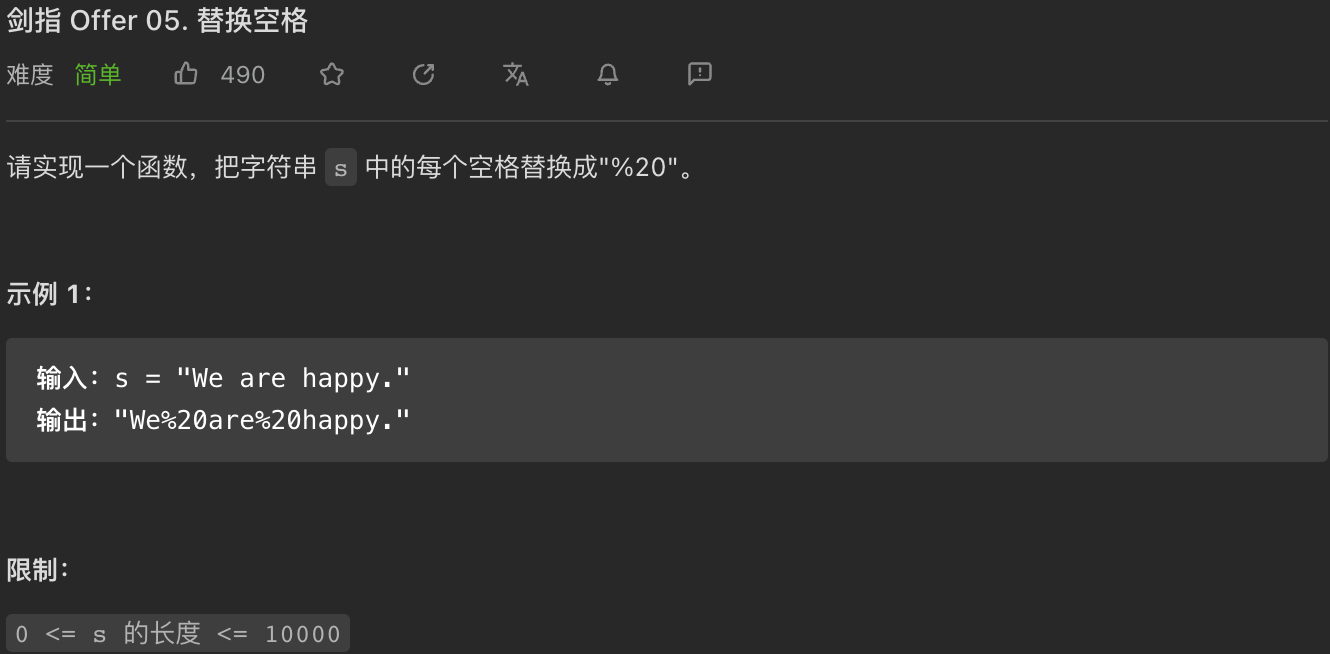 剑指 Offer 05. 替换空格
难度 简单 490
请实现一个函数，把字符串 s 中的每个空格替换成"%20"。
示例 1：
输入：s = "We are happy."
输出："We%20are%20happy."
限制：
0 <= s 的长度 <= 10000